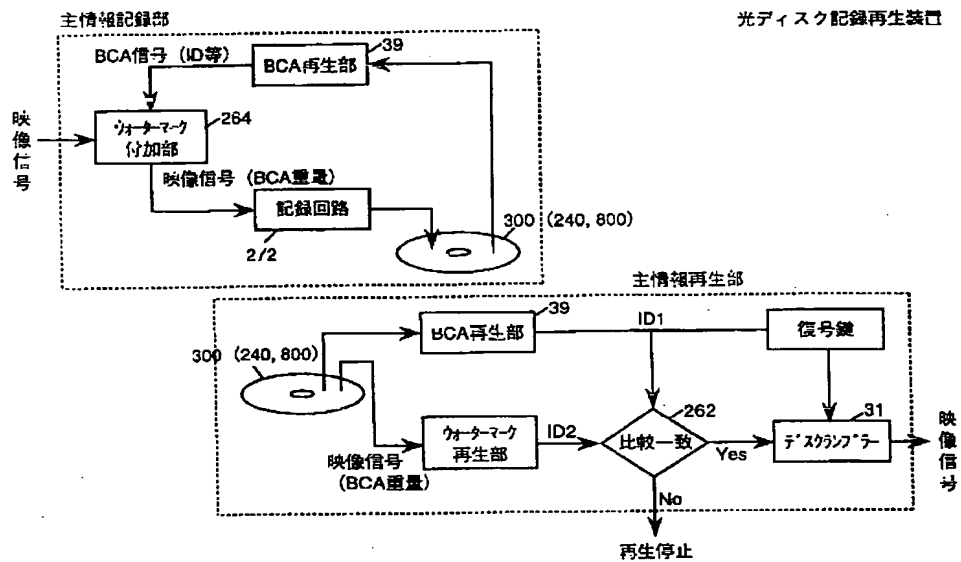 主情報記録部
光ディスク記録再生装置
BCA信号（ID等）
39
BCA再生部
映像信号
264
ウォーターマーク
付加部
映像信号（BCA重量）
記録回路
2/2
300 (240, 800)
主情報再生部
39
BCA再生部
ID1
復号鍵
300 (240, 800)
262
31
ウォーターマーク
再生部
ID2
比較一致
Yes
デスクランブラー
映像信号
映像信号
（BCA重量）
No
再生停止